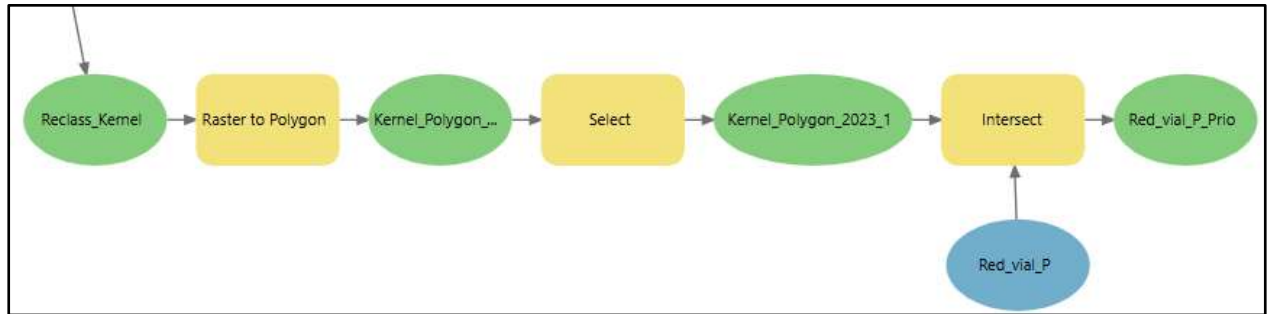 Reclass_Kernel
Raster to Polygon
Kernel_Polygon_...
Select
Kernel_Polygon_2023_1
Intersect
Red_vial_P_Prio
Red_vial_P